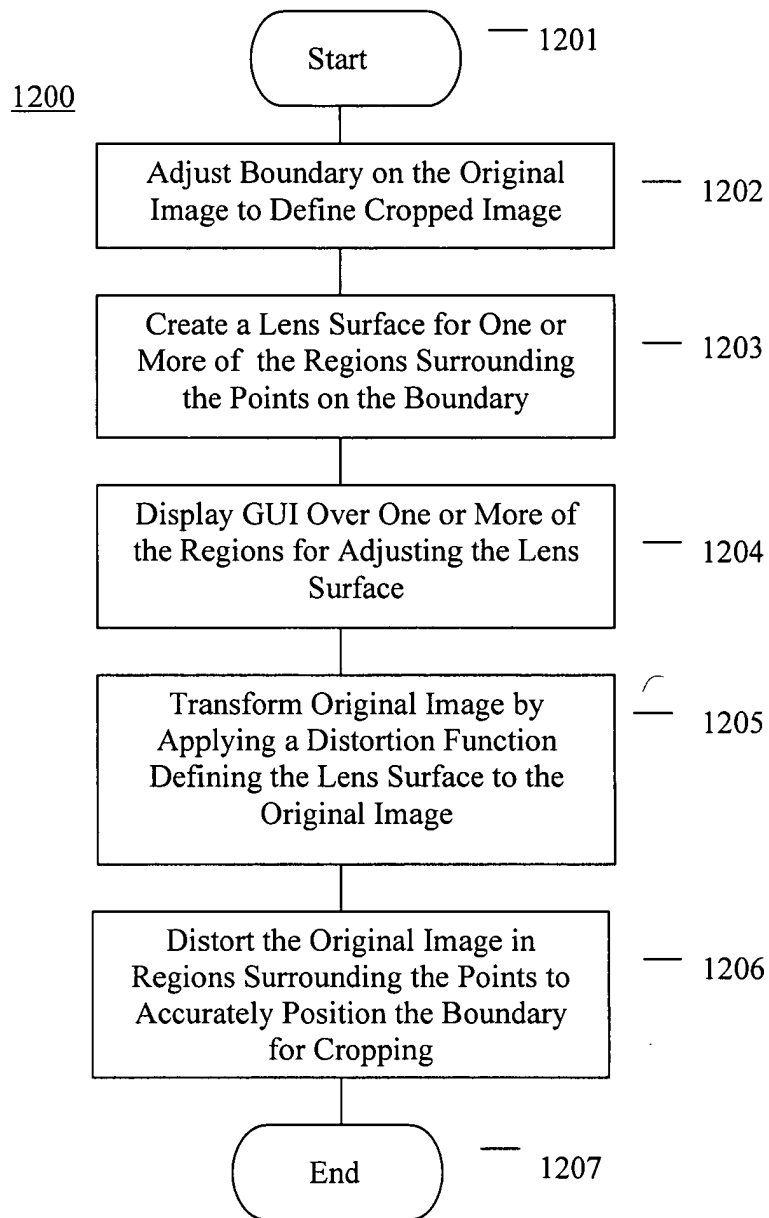 Start
1201
1200
Adjust Boundary on the Original
Image to Define Cropped Image
1202
Create a Lens Surface for One or
More of the Regions Surrounding
the Points on the Boundary
1203
Display GUI Over One or More of
the Regions for Adjusting the Lens
Surface
1204
Transform Original Image by
Applying a Distortion Function
Defining the Lens Surface to the
Original Image
1205
Distort the Original Image in
Regions Surrounding the Points to
Accurately Position the Boundary
for Cropping
1206
End
1207